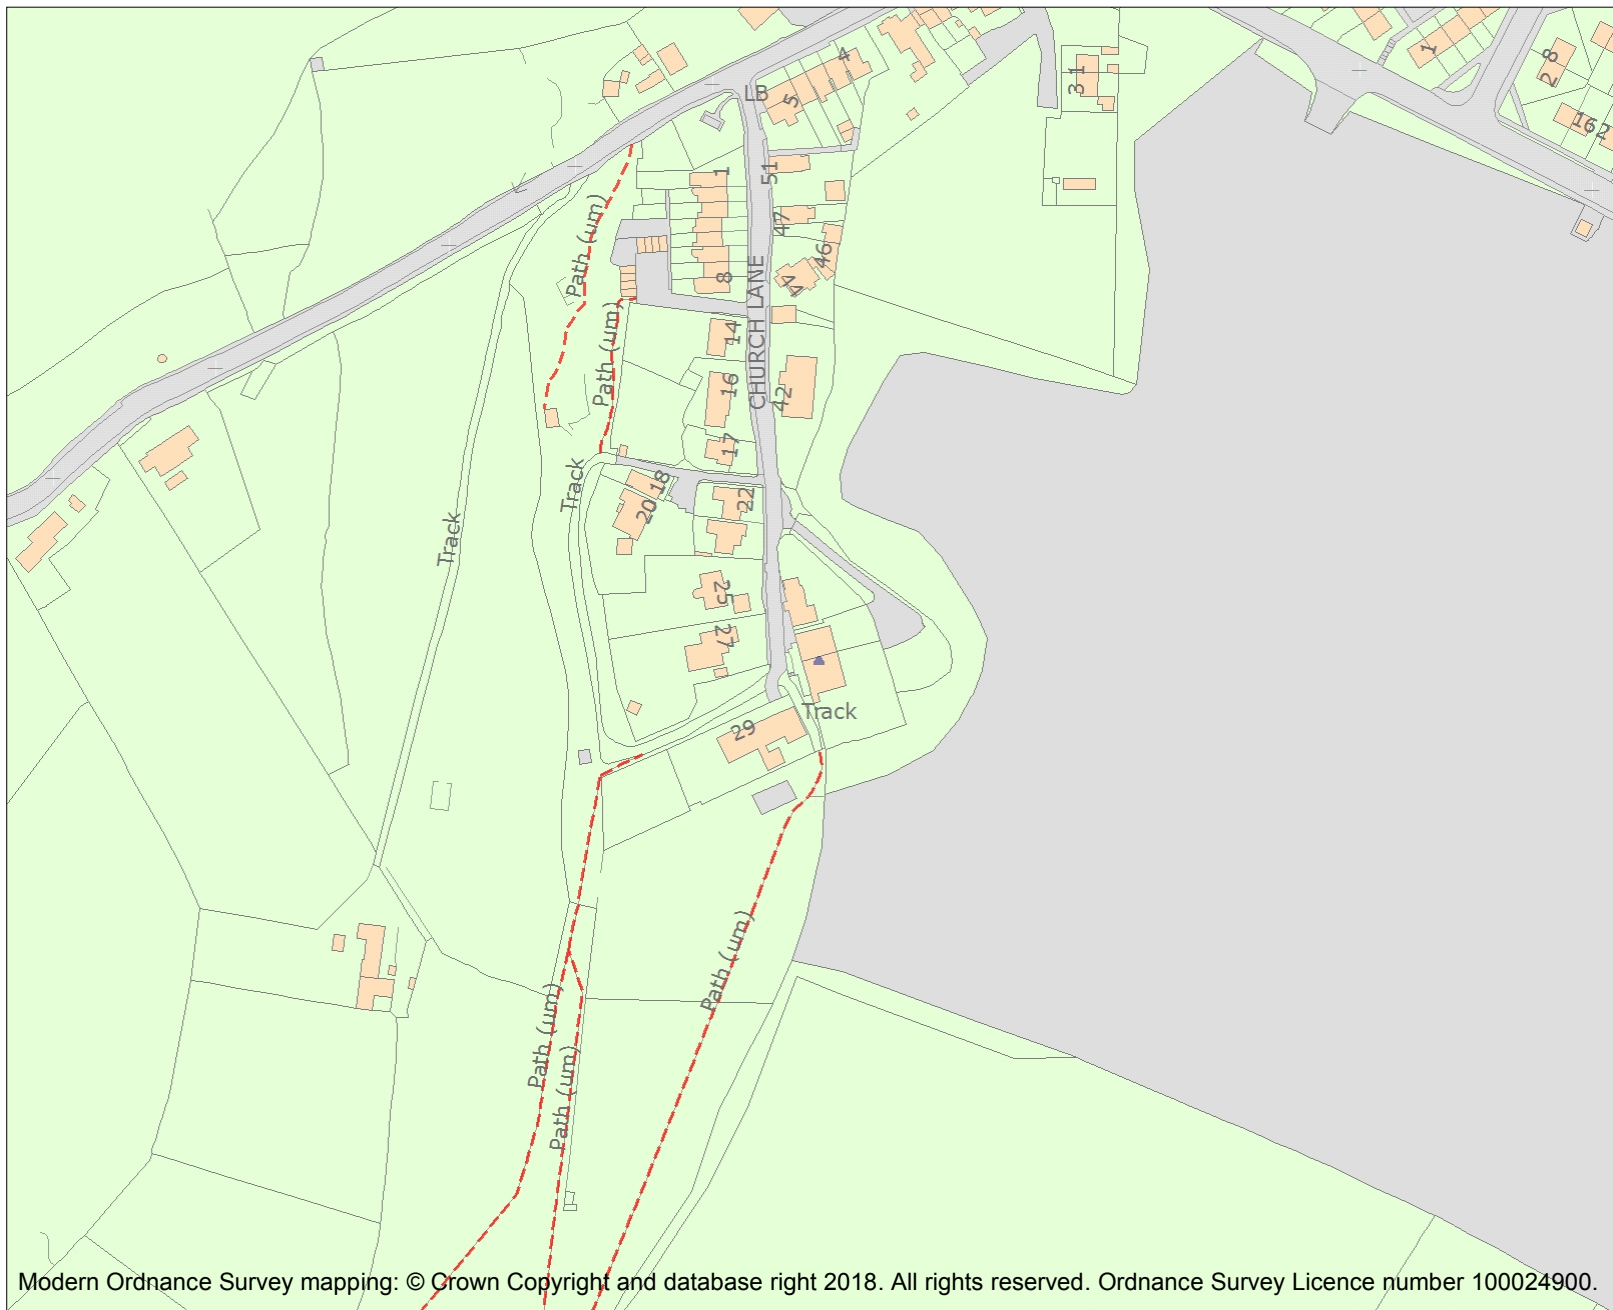 4
5
LB
31
1
8
2
162
1
51
47
46
44
8
CHURCH LANE
Path (um)
Path (um)
14
16
42
17
Track
18
20
22
Track
25
27
29
Track
Path (um)
Path (um)
Path (um)
Modern Ordnance Survey mapping: © Crown Copyright and database right 2018. All rights reserved. Ordnance Survey Licence number 100024900.